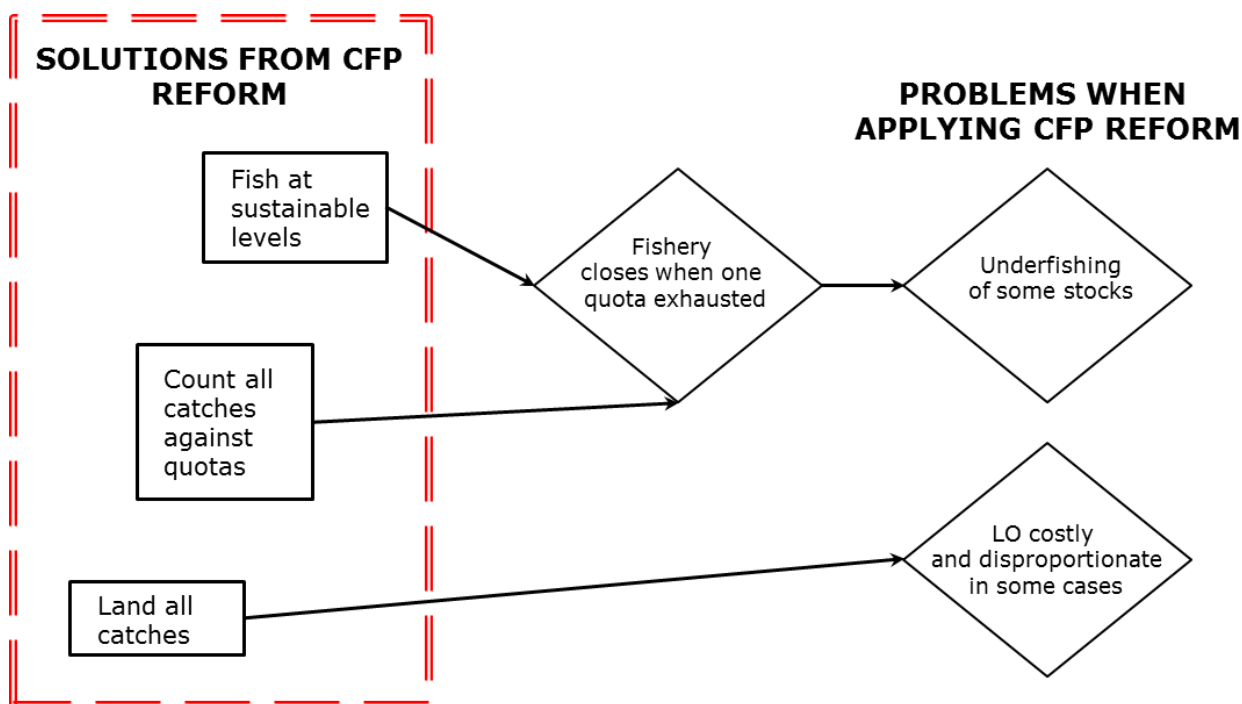 SOLUTIONS FROM CFP
REFORM
PROBLEMS WHEN
APPLYING CFP REFORM
Fish at
sustainable
levels
Fishery
closes when one
quota exhausted
Underfishing
of some stocks
Count all
catches
against
quotas
LO costly
and disproportionate
in some cases
Land all
catches